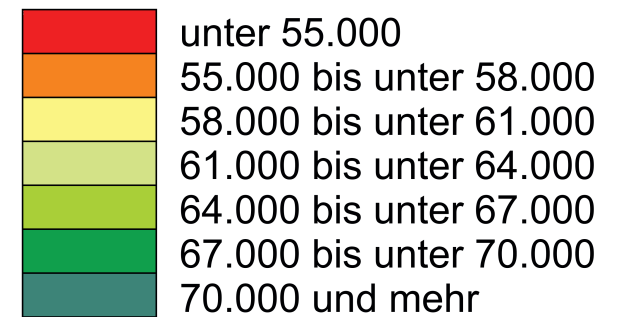 unter 55.000
55.000 bis unter 58.000
58.000 bis unter 61.000
61.000 bis unter 64.000
64.000 bis unter 67.000
67.000 bis unter 70.000
70.000 und mehr